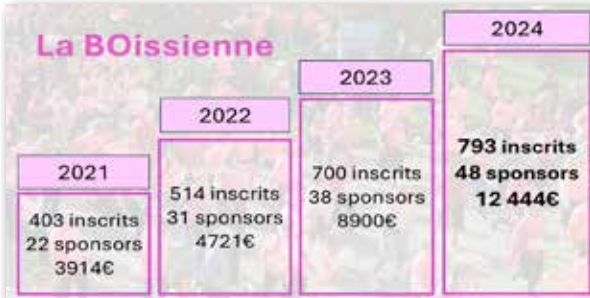 La BOissienne
2021
403 inscrits
22 sponsors
3914€
2022
514 inscrits
31 sponsors
4721€
2023
700 inscrits
38 sponsors
8900€
2024
793 inscrits
48 sponsors
12 444€